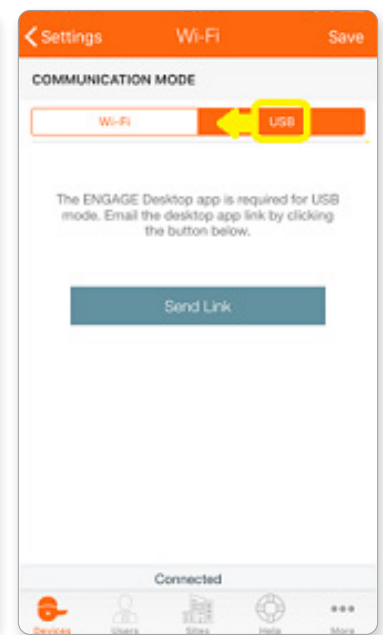 Settings Wi-Fi Save
COMMUNICATION MODE
Wi-Fi USB
The ENGAGE Desktop app is required for USB
mode. Email the desktop app link by clicking
the button below.
Send Link
Connected
Devices Users Sites Help More